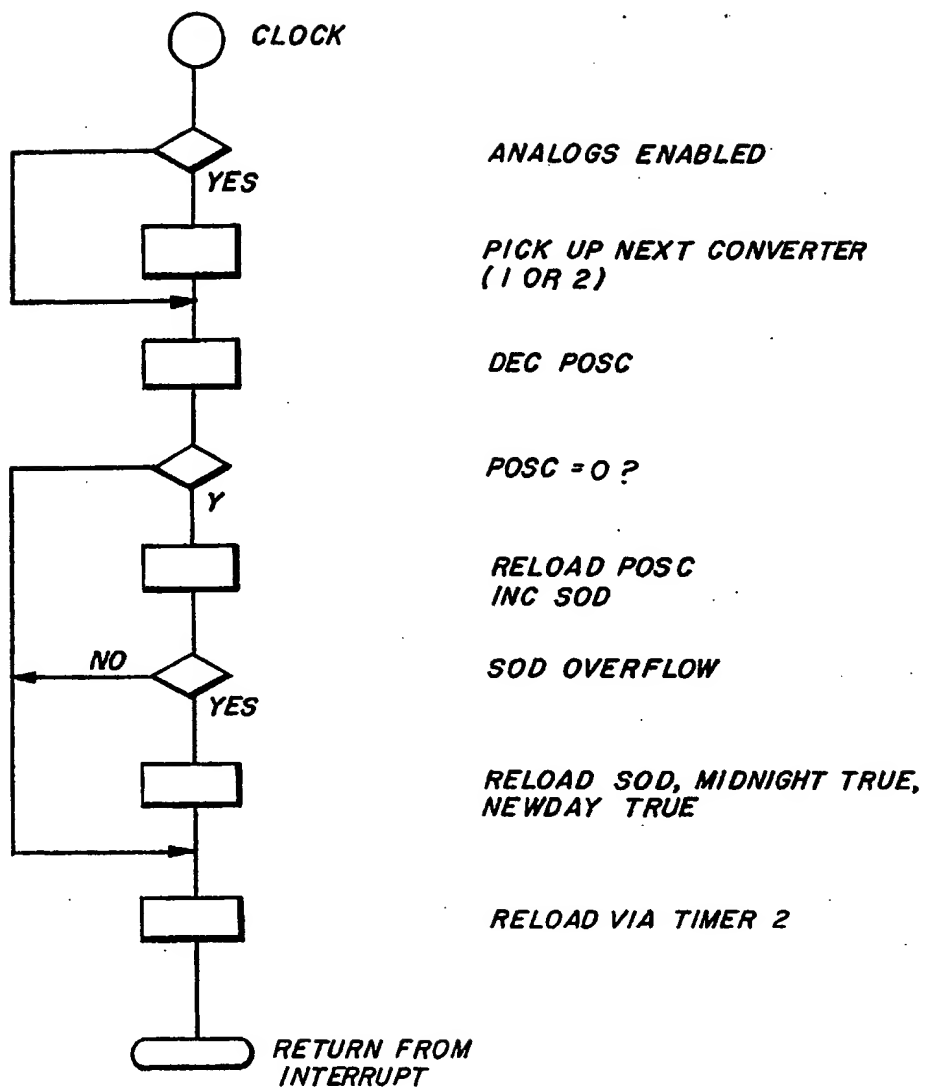 CLOCK
ANALOGS ENABLED
YES
PICK UP NEXT CONVERTER
(1 OR 2)
DEC POSC
POSC = 0 ?
Y
RELOAD POSC
INC SOD
NO
SOD OVERFLOW
YES
RELOAD SOD, MIDNIGHT TRUE,
NEWDAY TRUE
RELOAD VIA TIMER 2
RETURN FROM
INTERRUPT